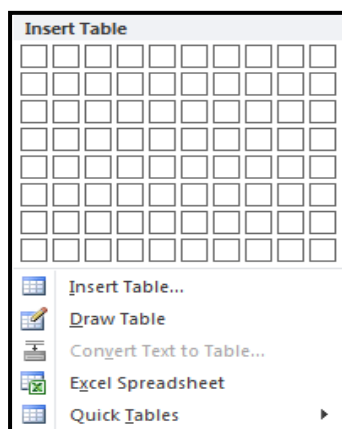 Insert Table
Insert Table...
Draw Table
Convert Text to Table...
Excel Spreadsheet
Quick Tables